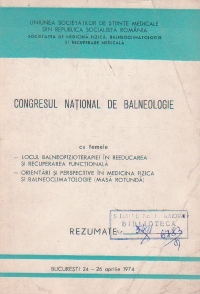 UNIUNEA SOCIETĂȚILOR DE ȘTIINȚE MEDICALE
DIN REPUBLICA SOCIALISTĂ ROMÂNIA
SOCIETATEA DE MEDICINĂ FIZICĂ, BALNEOCLIMATOLOGIE
ȘI RECUPERARE MEDICALĂ
CONGRESUL NAȚIONAL DE BALNEOLOGIE
cu temele
- LOCUL BALNEOFIZIOTERAPIEI ÎN REEDUCAREA
ȘI RECUPERAREA FUNCȚIONALĂ
- ORIENTĂRI ȘI PERSPECTIVE ÎN MEDICINA FIZICĂ
ȘI BALNEOCLIMATOLOGIE (MASĂ ROTUNDĂ)
BIBLIOTECA
REZUMATE
BUCUREȘTI 24 - 26 aprilie 1974